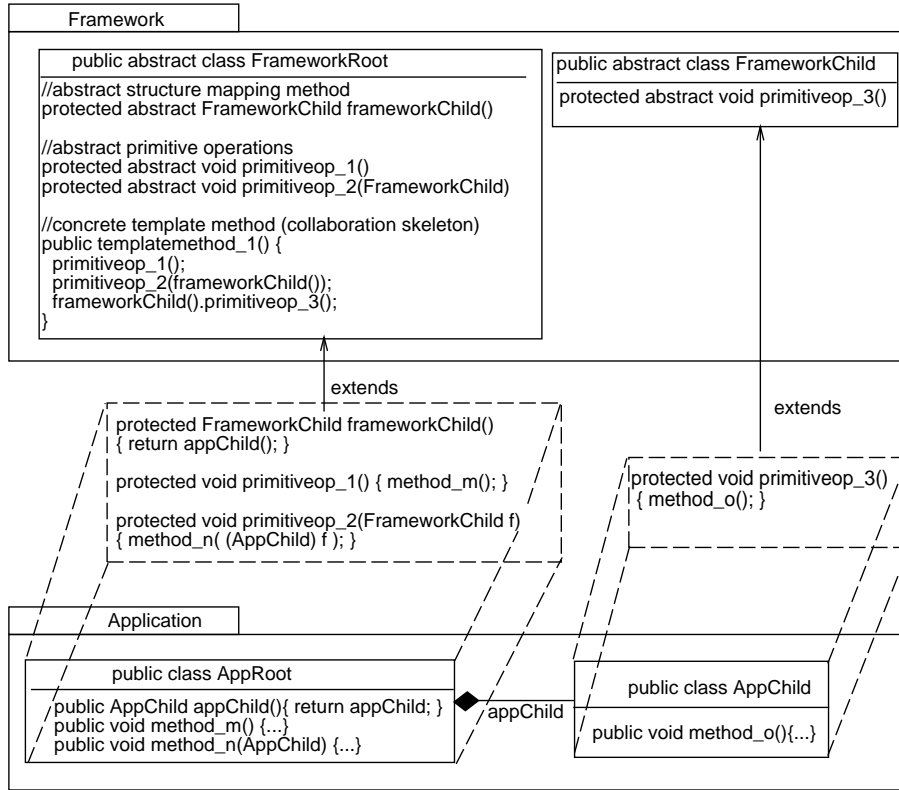 Framework
public abstract class FrameworkRoot
//abstract structure mapping method
protected abstract FrameworkChild frameworkChild()
//abstract primitive operations
protected abstract void primitiveop_1()
protected abstract void primitiveop_2(FrameworkChild)
//concrete template method (collaboration skeleton)
public templatemethod_1() {
primitiveop_1();
primitiveop_2(frameworkChild());
frameworkChild().primitiveop_3();
}
public abstract class FrameworkChild
protected abstract void primitiveop_3()
extends
extends
protected FrameworkChild frameworkChild()
{ return appChild(); }
protected void primitiveop_1() { method_m(); }
protected void primitiveop_2(FrameworkChild f)
{ method_n( (AppChild) f ); }
protected void primitiveop_3()
{ method_o(); }
Application
public class AppRoot
public AppChild appChild(){ return appChild; }
public void method_m() {...}
public void method_n(AppChild) {...}
appChild
public class AppChild
public void method_o(){...}